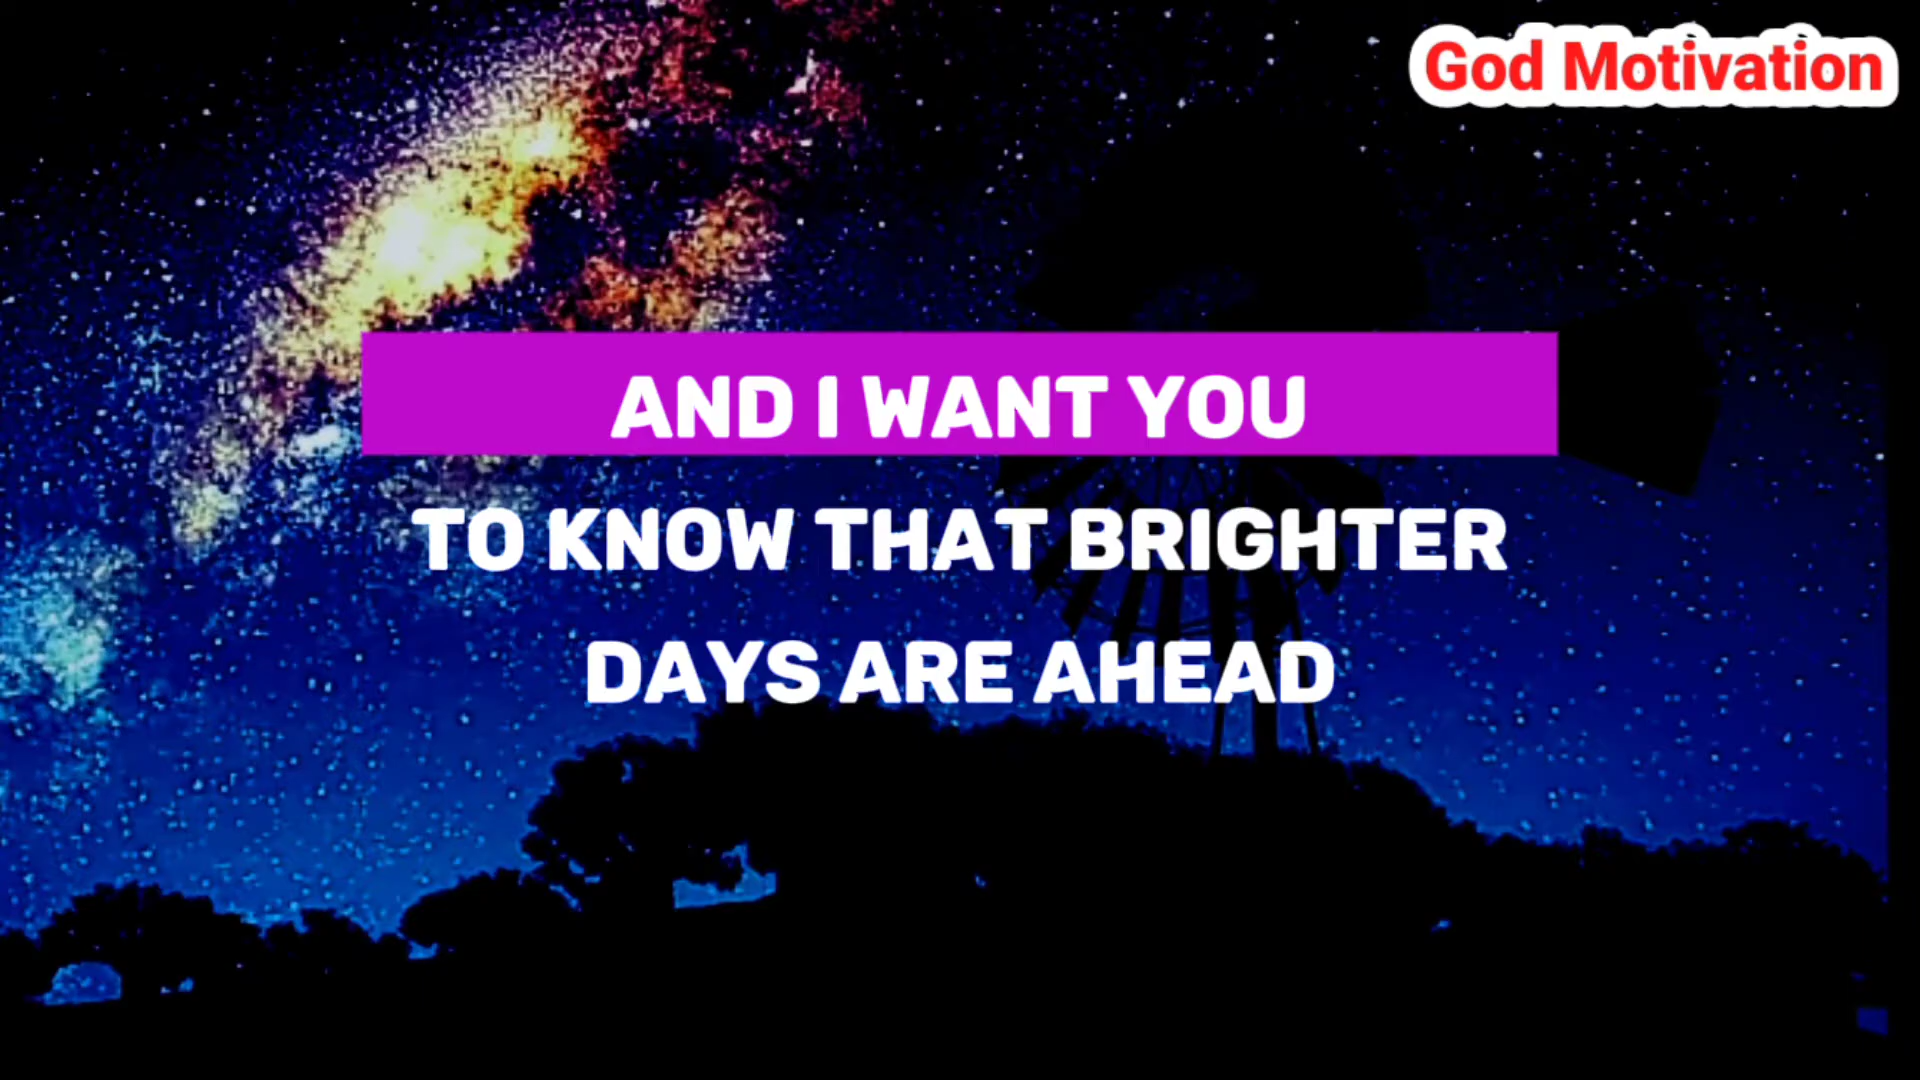 God Motivation
AND I WANT YOU
TO KNOW THAT BRIGHTER
DAYS ARE AHEAD